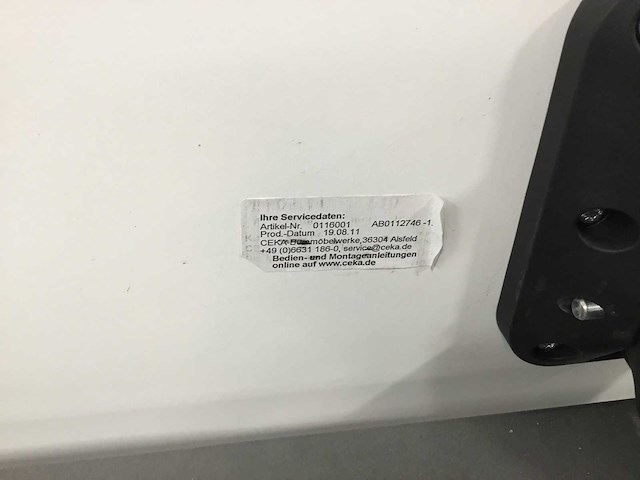 Ihre Servicedaten:
Artikel-Nr. 0116001 AB0112746 -1
Prod.-Datum 19.08.11
CEKA Büromöbelwerke,36304 Alsfeld
+49 (0)6631 186-0, service@ceka.de
Bedien- und Montageanleitungen
online auf www.ceka.de